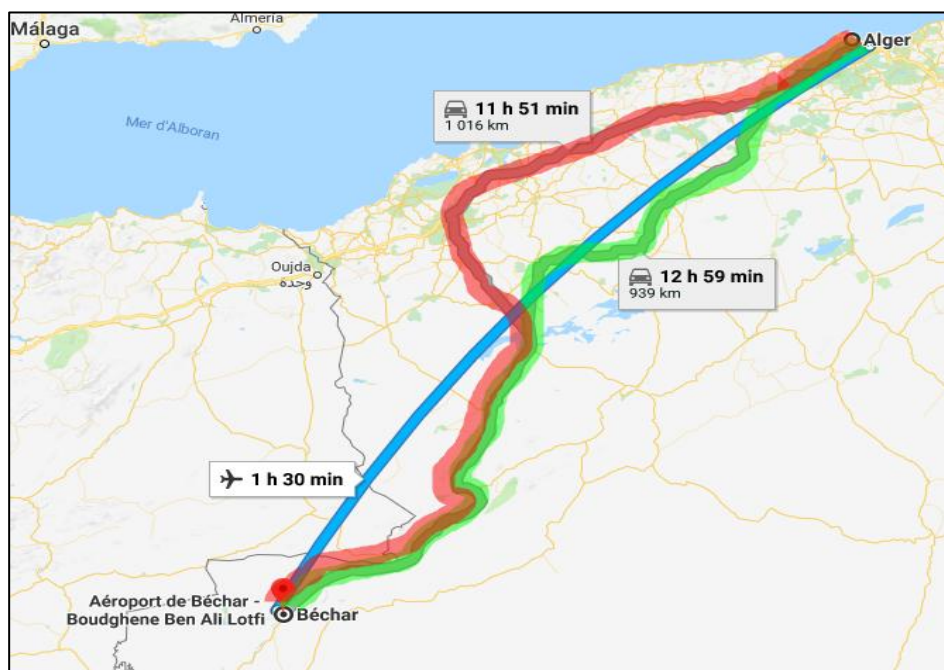 Almería
Málaga
Alger
11 h 51 min
1 016 km
Mer d'Alboran
Oujda
وجدة
12 h 59 min
939 km
1 h 30 min
Aéroport de Béchar -
Boudghene Ben Ali Lotfi
Béchar